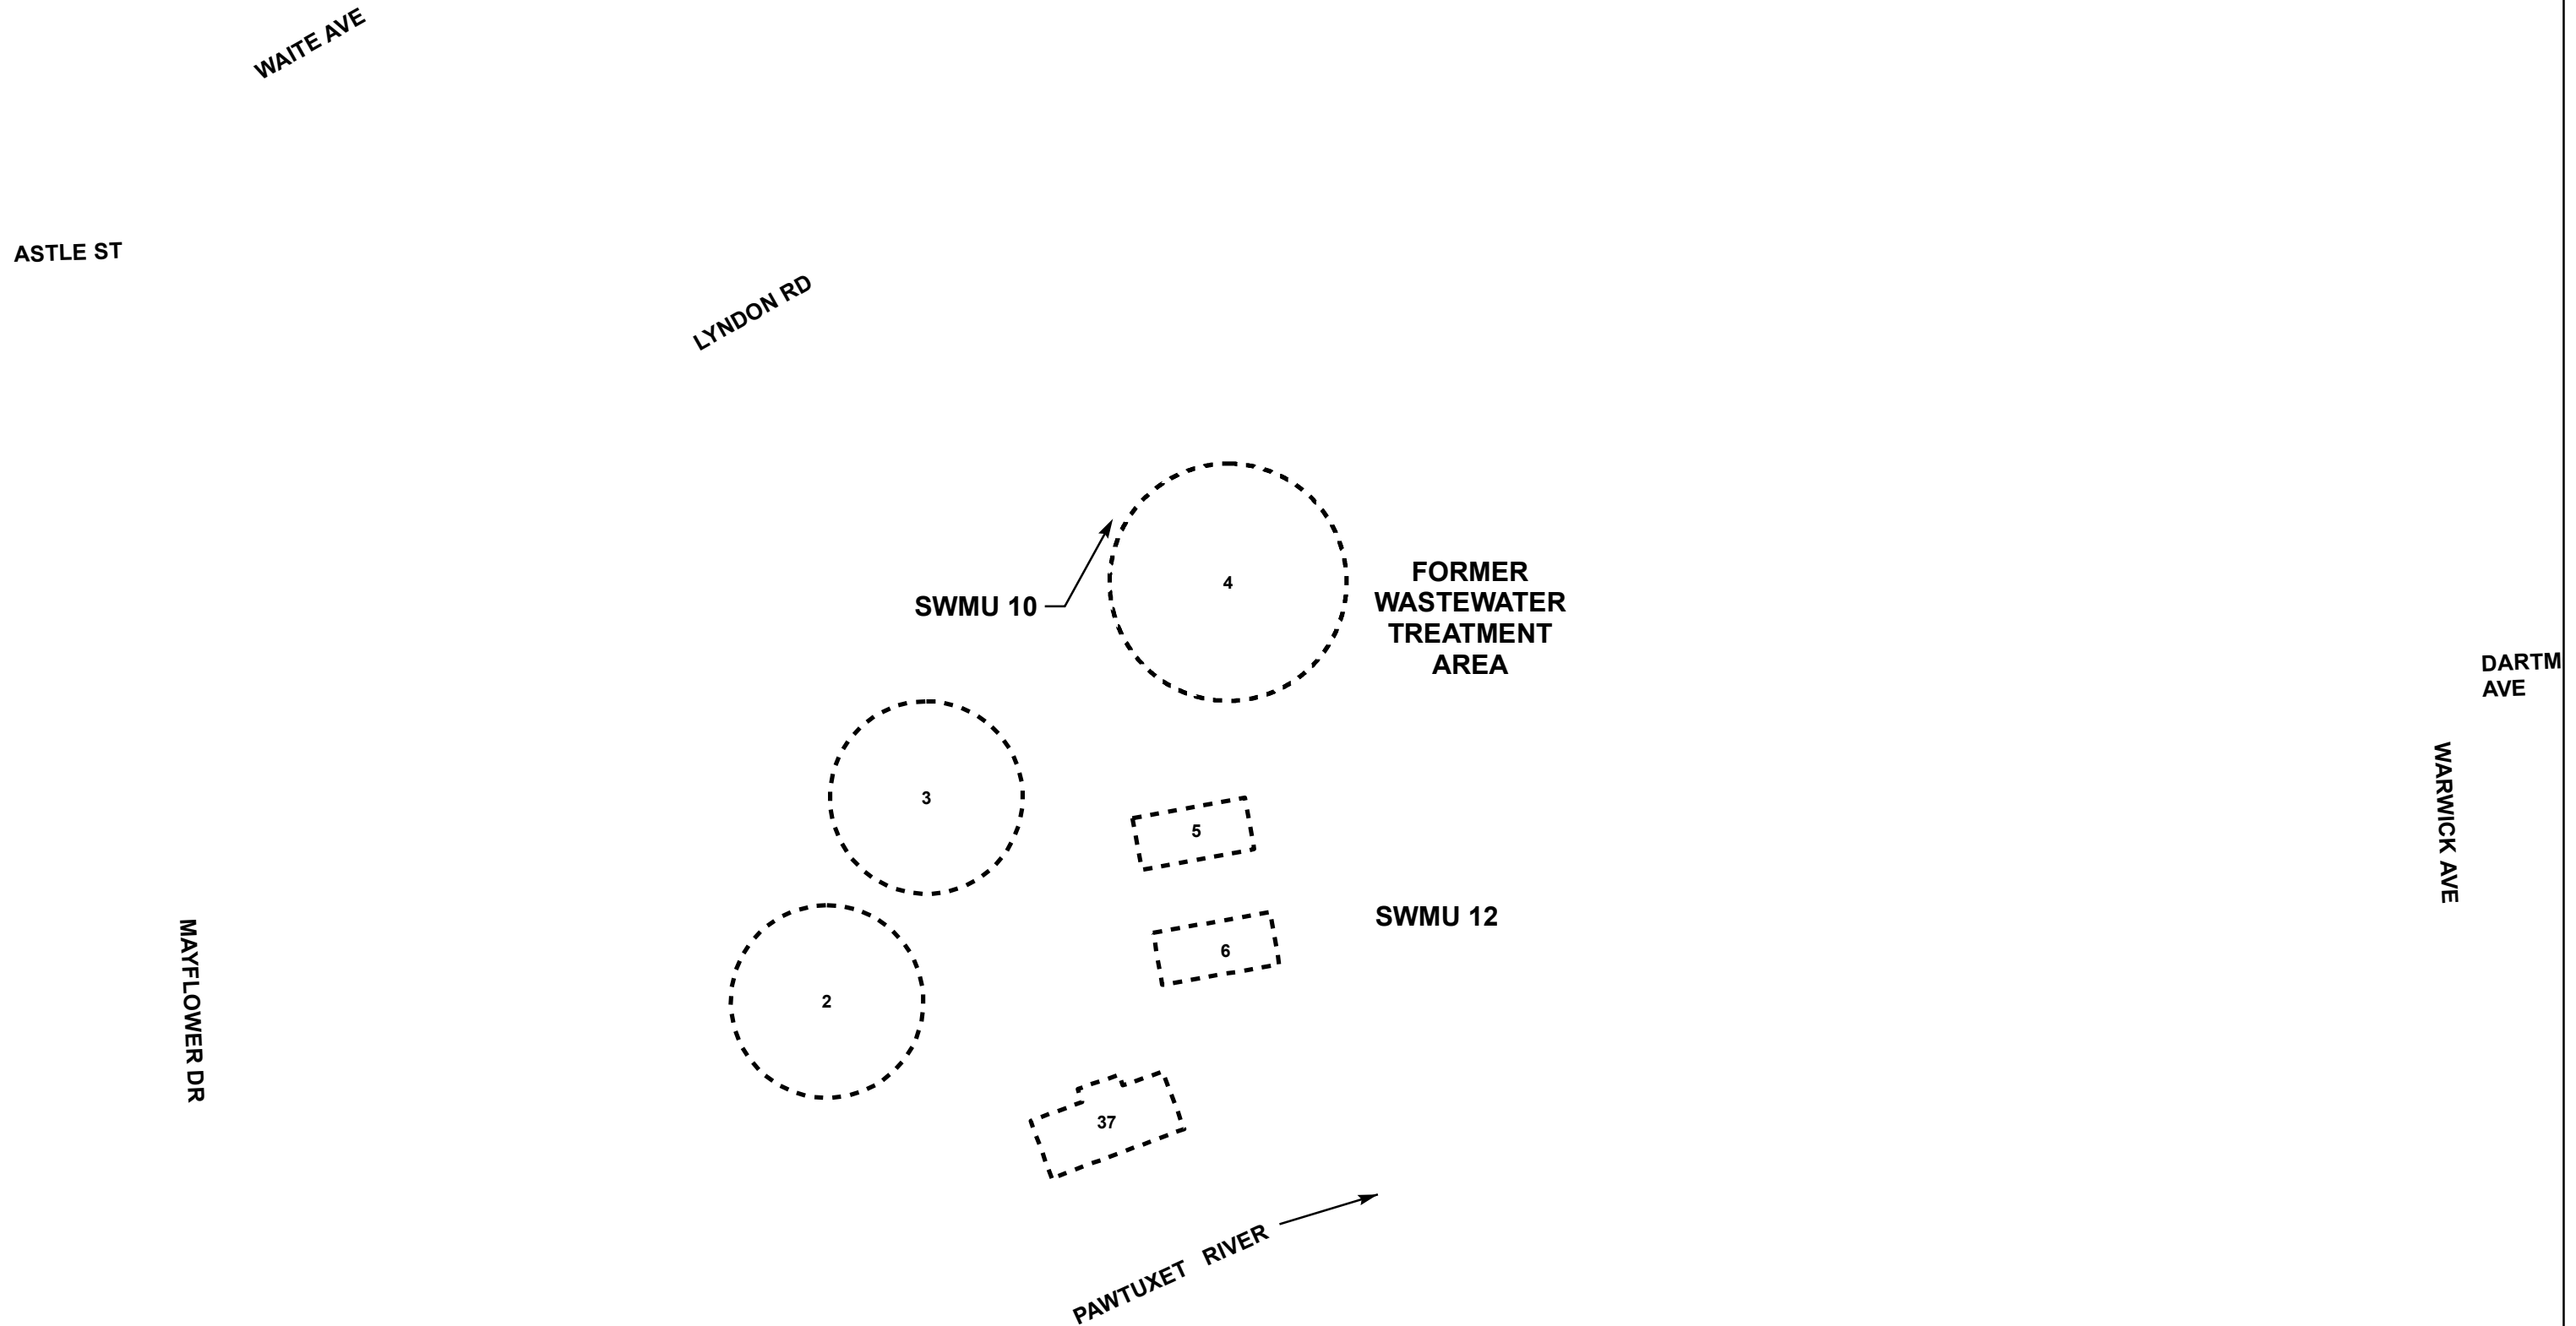 WAITE AVE
ASTLE ST
LYNDON RD
4
FORMER
WASTEWATER
TREATMENT
AREA
SWMU 10
DARTM
AVE
3
5
WARWICK AVE
SWMU 12
6
2
MAYFLOWER DR
37
PAWTUXET RIVER